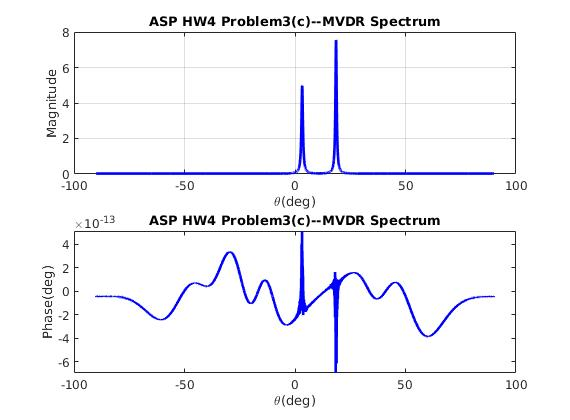 ASP HW4 Problem3(c)--MVDR Spectrum
8
6
4
2
0
Magnitude
-100 -50 0 50 100
θ(deg)
ASP HW4 Problem3(c)--MVDR Spectrum
×10-13
4
2
0
-2
-4
-6
Phase(deg)
-100 -50 0 50 100
θ(deg)